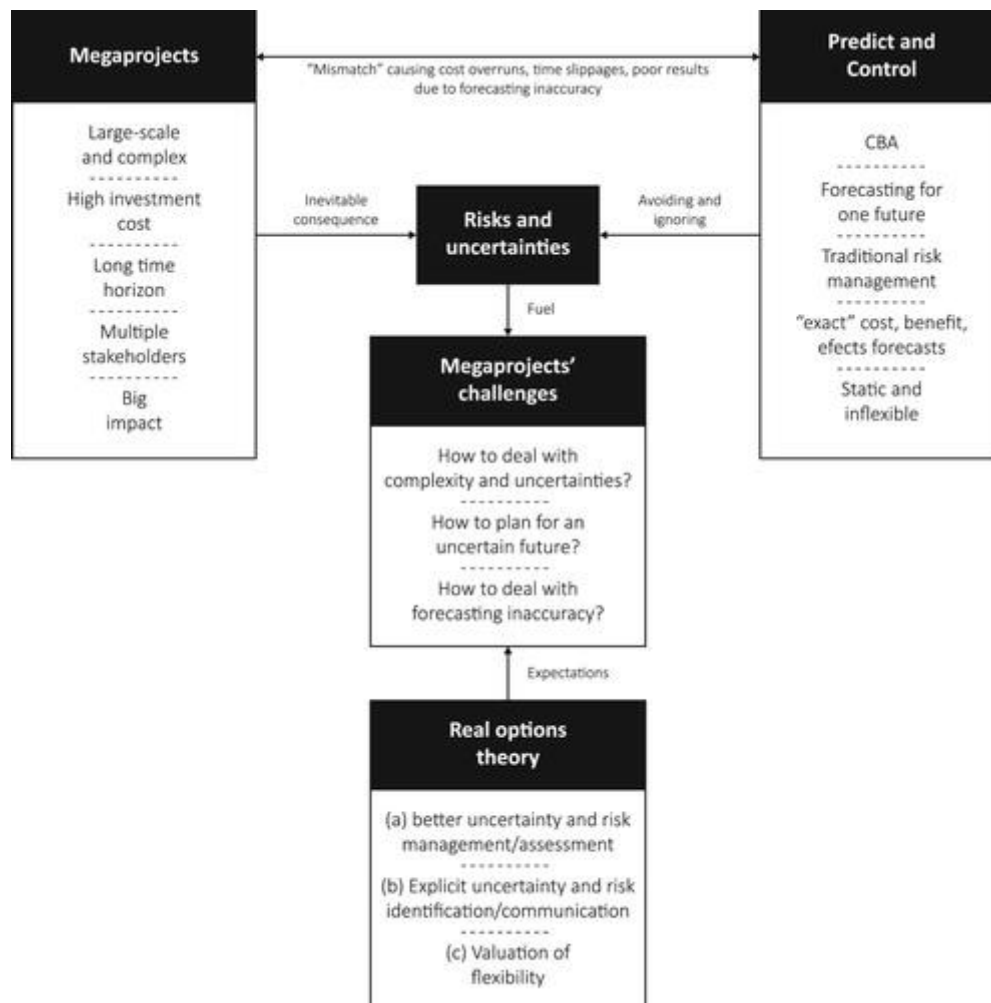 Megaprojects
Predict and
Control
"Mismatch" causing cost overruns, time slippages, poor results
due to forecasting inaccuracy
Large-scale
and complex
High investment
cost
Long time
horizon
Multiple
stakeholders
Big
impact
Inevitable
consequence
Risks and
uncertainties
Avoiding and
ignoring
CBA
Forecasting for
one future
Traditional risk
management
"exact" cost, benefit,
efects forecasts
Static and
inflexible
Fuel
Megaprojects'
challenges
How to deal with
complexity and uncertainties?
How to plan for an
uncertain future?
How to deal with
forecasting inaccuracy?
Expectations
Real options
theory
(a) better uncertainty and risk
management/assessment
(b) Explicit uncertainty and risk
identification/communication
(c) Valuation of
flexibility